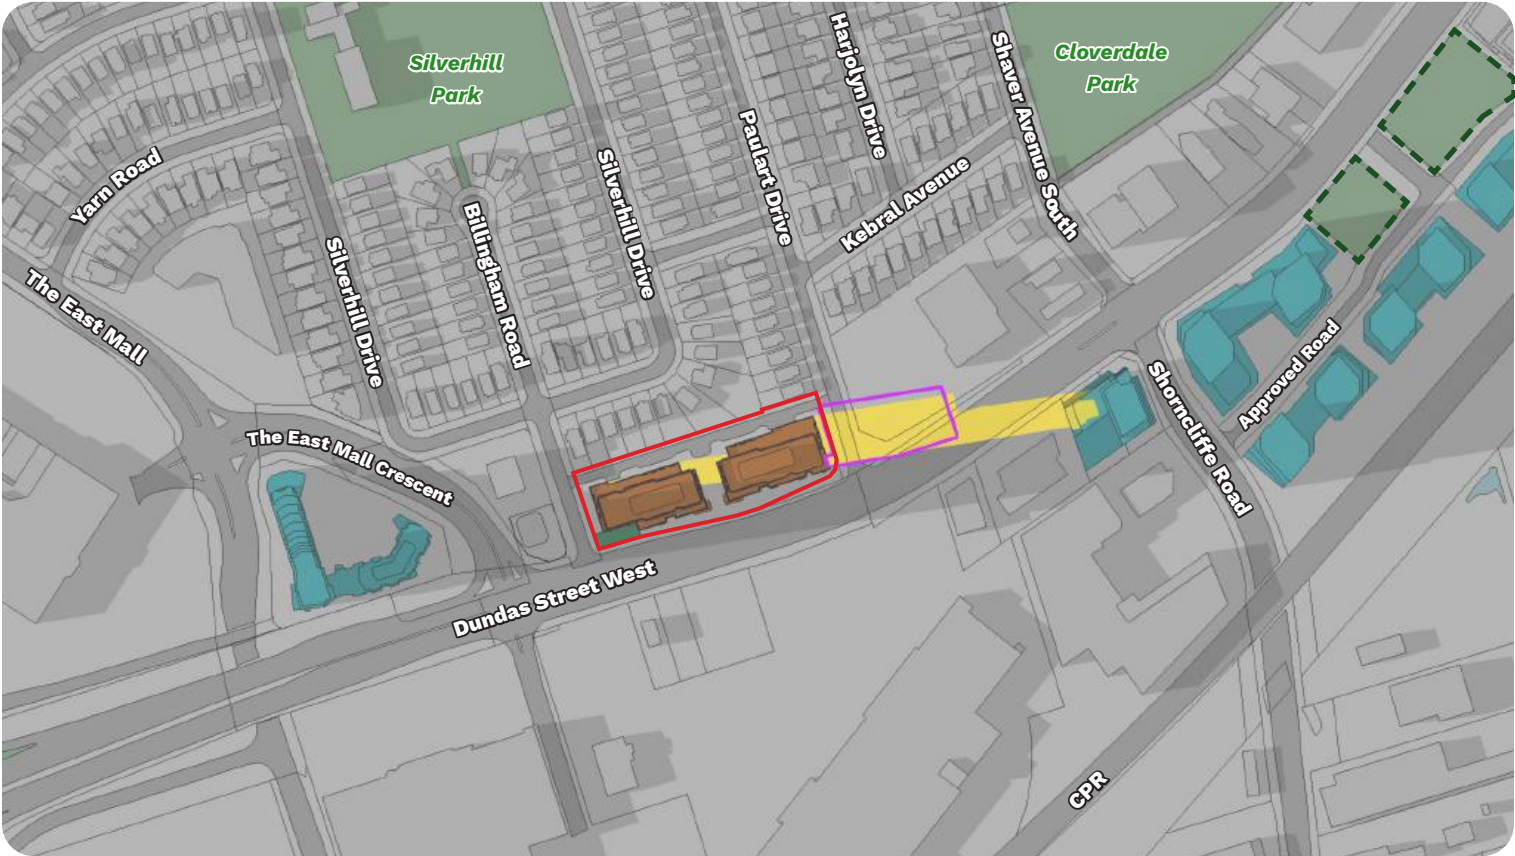 Silverhill
Park
Harjolyn Drive
Shaver Avenue South
Cloverdale
Park
Yarn Road
Silverhill Drive
Paulart Drive
Kebral Avenue
Billingham Road
Silverhill Drive
The East Mall
Approved Road
Shorncliffe Road
The East Mall Crescent
Dundas Street West
CPR